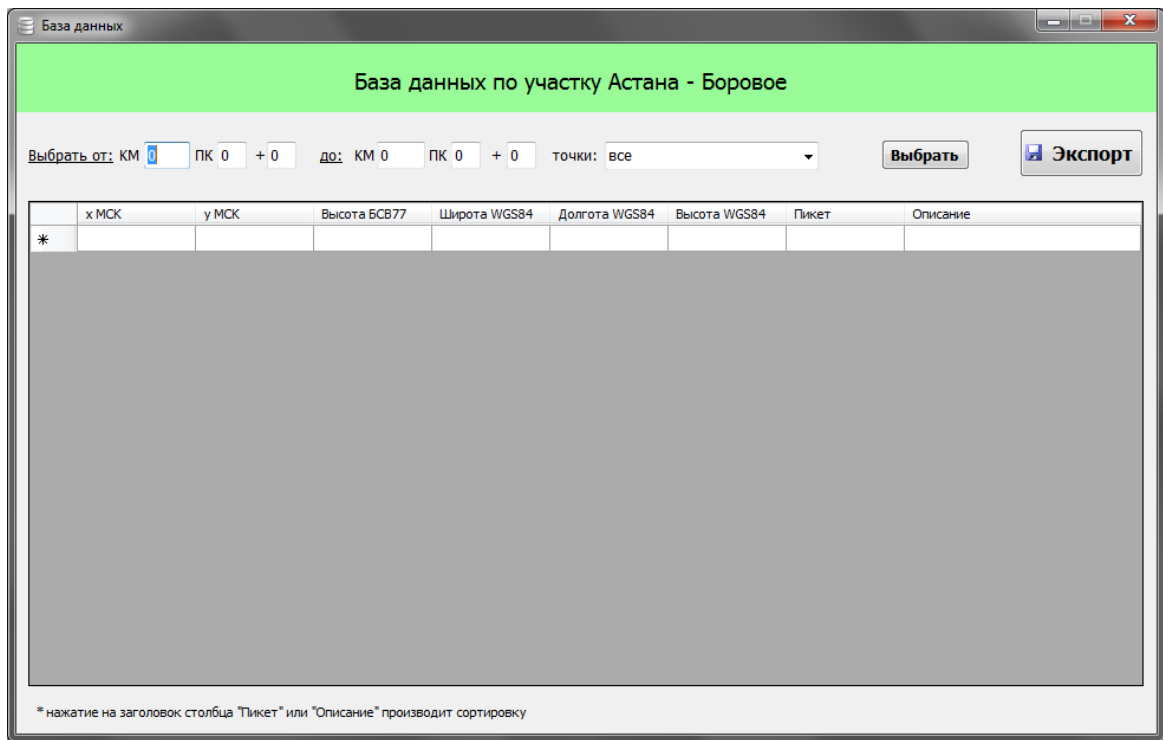 База данных
База данных по участку Астана - Боровое
Выбрать от: КМ 0 ПК 0 + 0 до: КМ 0 ПК 0 + 0 точки: все Выбрать Экспорт
x МСК y МСК Высота БСВ77 Широта WGS84 Долгота WGS84 Высота WGS84 Пикет Описание
*
* нажатие на заголовок столбца "Пикет" или "Описание" производит сортировку